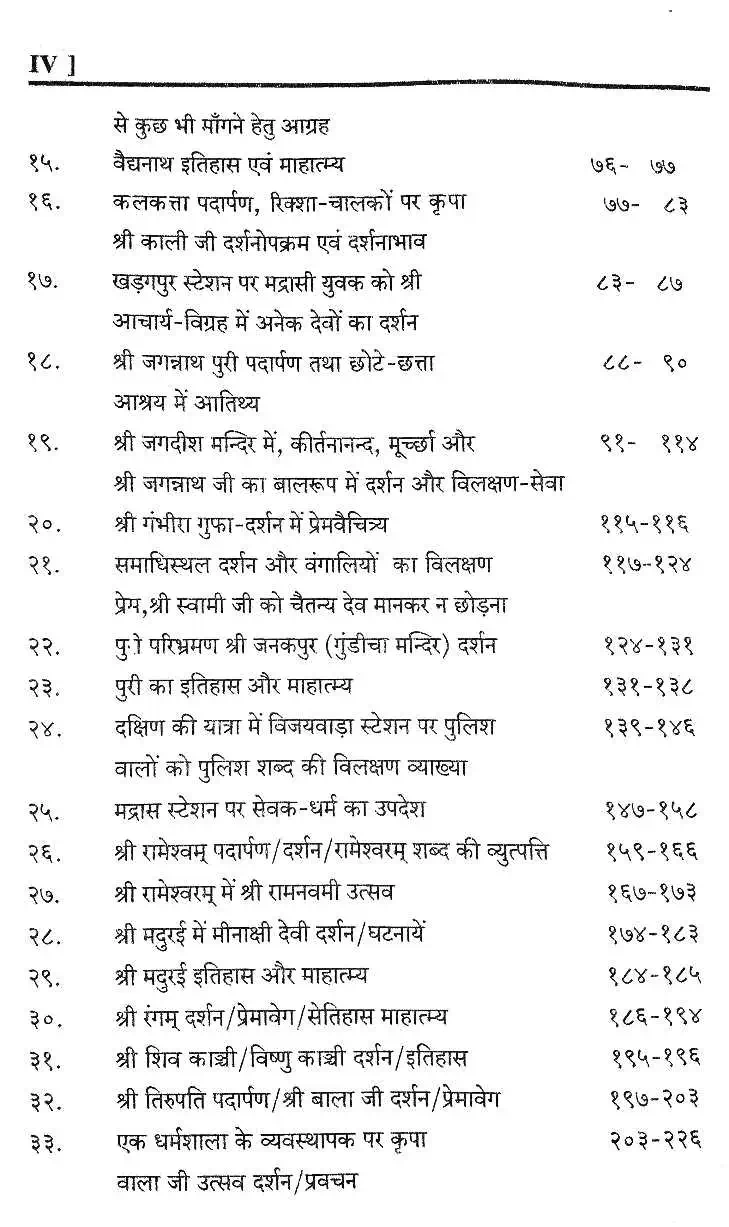 IV ]
से कुछ भी माँगने हेतु आग्रह
१५. वैद्यनाथ इतिहास एवं माहात्म्य ७६- ७७
१६. कलकत्ता पदार्पण, रिक्शा-चालकों पर कृपा ७७- ८३
श्री काली जी दर्शनोपक्रम एवं दर्शनाभाव
१७. खड़गपुर स्टेशन पर मद्रासी युवक को श्री ८३- ८७
आचार्य-विग्रह में अनेक देवों का दर्शन
१८. श्री जगन्नाथ पुरी पदार्पण तथा छोटे-छत्ता ८८- ९०
आश्रय में आतिथ्य
१९. श्री जगदीश मन्दिर में, कीर्तनानन्द, मूर्च्छा और ९१- ११४
श्री जगन्नाथ जी का बालरूप में दर्शन और विलक्षण-सेवा
२०. श्री गंभीरा गुफा-दर्शन में प्रेमवैचित्र्य ११५-११६
२१. समाधिस्थल दर्शन और वंगालियों का विलक्षण ११७-१२४
प्रेम,श्री स्वामी जी को चैतन्य देव मानकर न छोड़ना
२२. परिभ्रमण श्री जनकपुर (गुंडीचा मन्दिर) दर्शन १२४-१३१
२३. पुरी का इतिहास और माहात्म्य १३१-१३८
२४. दक्षिण की यात्रा में विजयवाड़ा स्टेशन पर पुलिश १३९-१४६
वालों को पुलिश शब्द की विलक्षण व्याख्या
२५. मद्रास स्टेशन पर सेवक-धर्म का उपदेश १४७-१५८
२६. श्री रामेश्वम् पदार्पण/दर्शन/रामेश्वरम् शब्द की व्युत्पत्ति १५९-१६६
२७. श्री रामेश्वरम् में श्री रामनवमी उत्सव १६७-१७३
२८. श्री मदुरई में मीनाक्षी देवी दर्शन/घटनायें १७४-१८३
२९. श्री मदुरई इतिहास और माहात्म्य १८४-१८५
३०. श्री रंगम् दर्शन/प्रेमावेग/सेतिहास माहात्म्य १८६-१९४
३१. श्री शिव काञ्ची/विष्णु काञ्ची दर्शन/इतिहास १९५-१९६
३२. श्री तिरुपति पदार्पण/श्री बाला जी दर्शन/प्रेमावेग १९७-२०३
३३. एक धर्मशाला के व्यवस्थापक पर कृपा २०३-२२६
वाला जी उत्सव दर्शन/प्रवचन